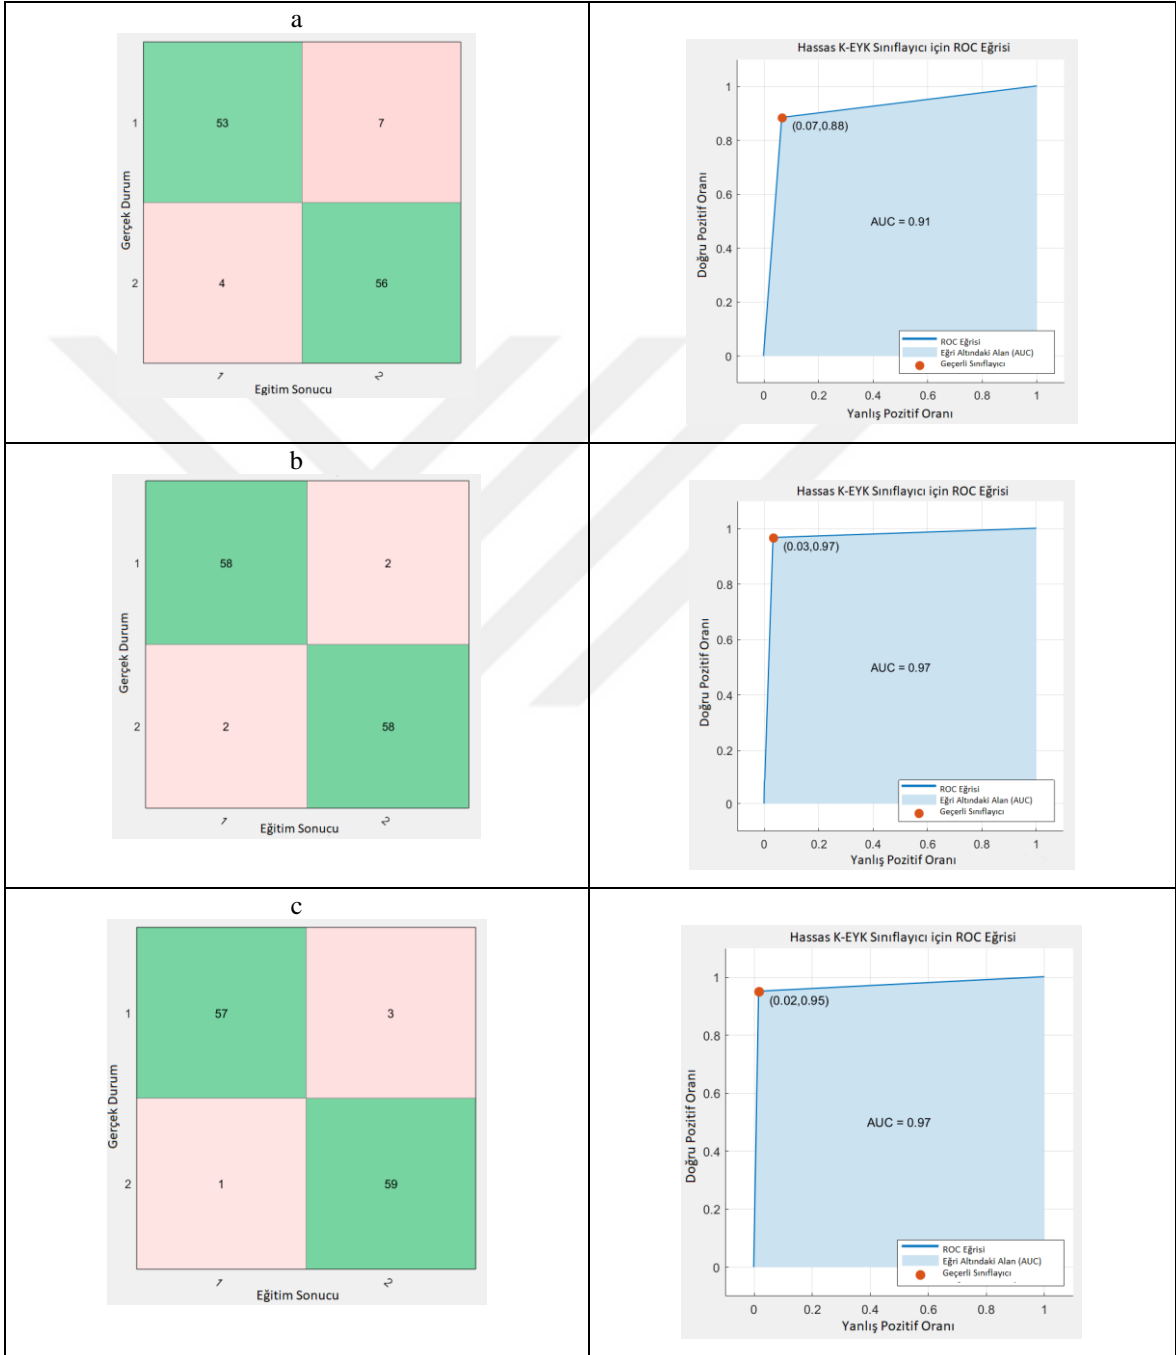 a
1
53
7
Gerçek Durum
2
4
56
1
2
Egitim Sonucu
Hassas K-EYK Sınıflayıcı için ROC Eğrisi
1
(0.07,0.88)
0.8
Doğru Pozitif Oranı
0.6
AUC = 0.91
0.4
0.2
ROC Eğrisi
Eğri Altındaki Alan (AUC)
Geçerli Sınıflayıcı
0
0 0.2 0.4 0.6 0.8 1
Yanlış Pozitif Oranı
b
1
58
2
Gerçek Durum
2
2
58
1
2
Eğitim Sonucu
Hassas K-EYK Sınıflayıcı için ROC Eğrisi
1
(0.03,0.97)
0.8
Doğru Pozitif Oranı
0.6
AUC = 0.97
0.4
0.2
ROC Eğrisi
Eğri Altındaki Alan (AUC)
Geçerli Sınıflayıcı
0
0 0.2 0.4 0.6 0.8 1
Yanlış Pozitif Oranı
c
1
57
3
Gerçek Durum
2
1
59
1
2
Eğitim Sonucu
Hassas K-EYK Sınıflayıcı için ROC Eğrisi
1
(0.02,0.95)
0.8
Doğru Pozitif Oranı
0.6
AUC = 0.97
0.4
0.2
ROC Eğrisi
Eğri Altındaki Alan (AUC)
Geçerli Sınıflayıcı
0
0 0.2 0.4 0.6 0.8 1
Yanlış Pozitif Oranı